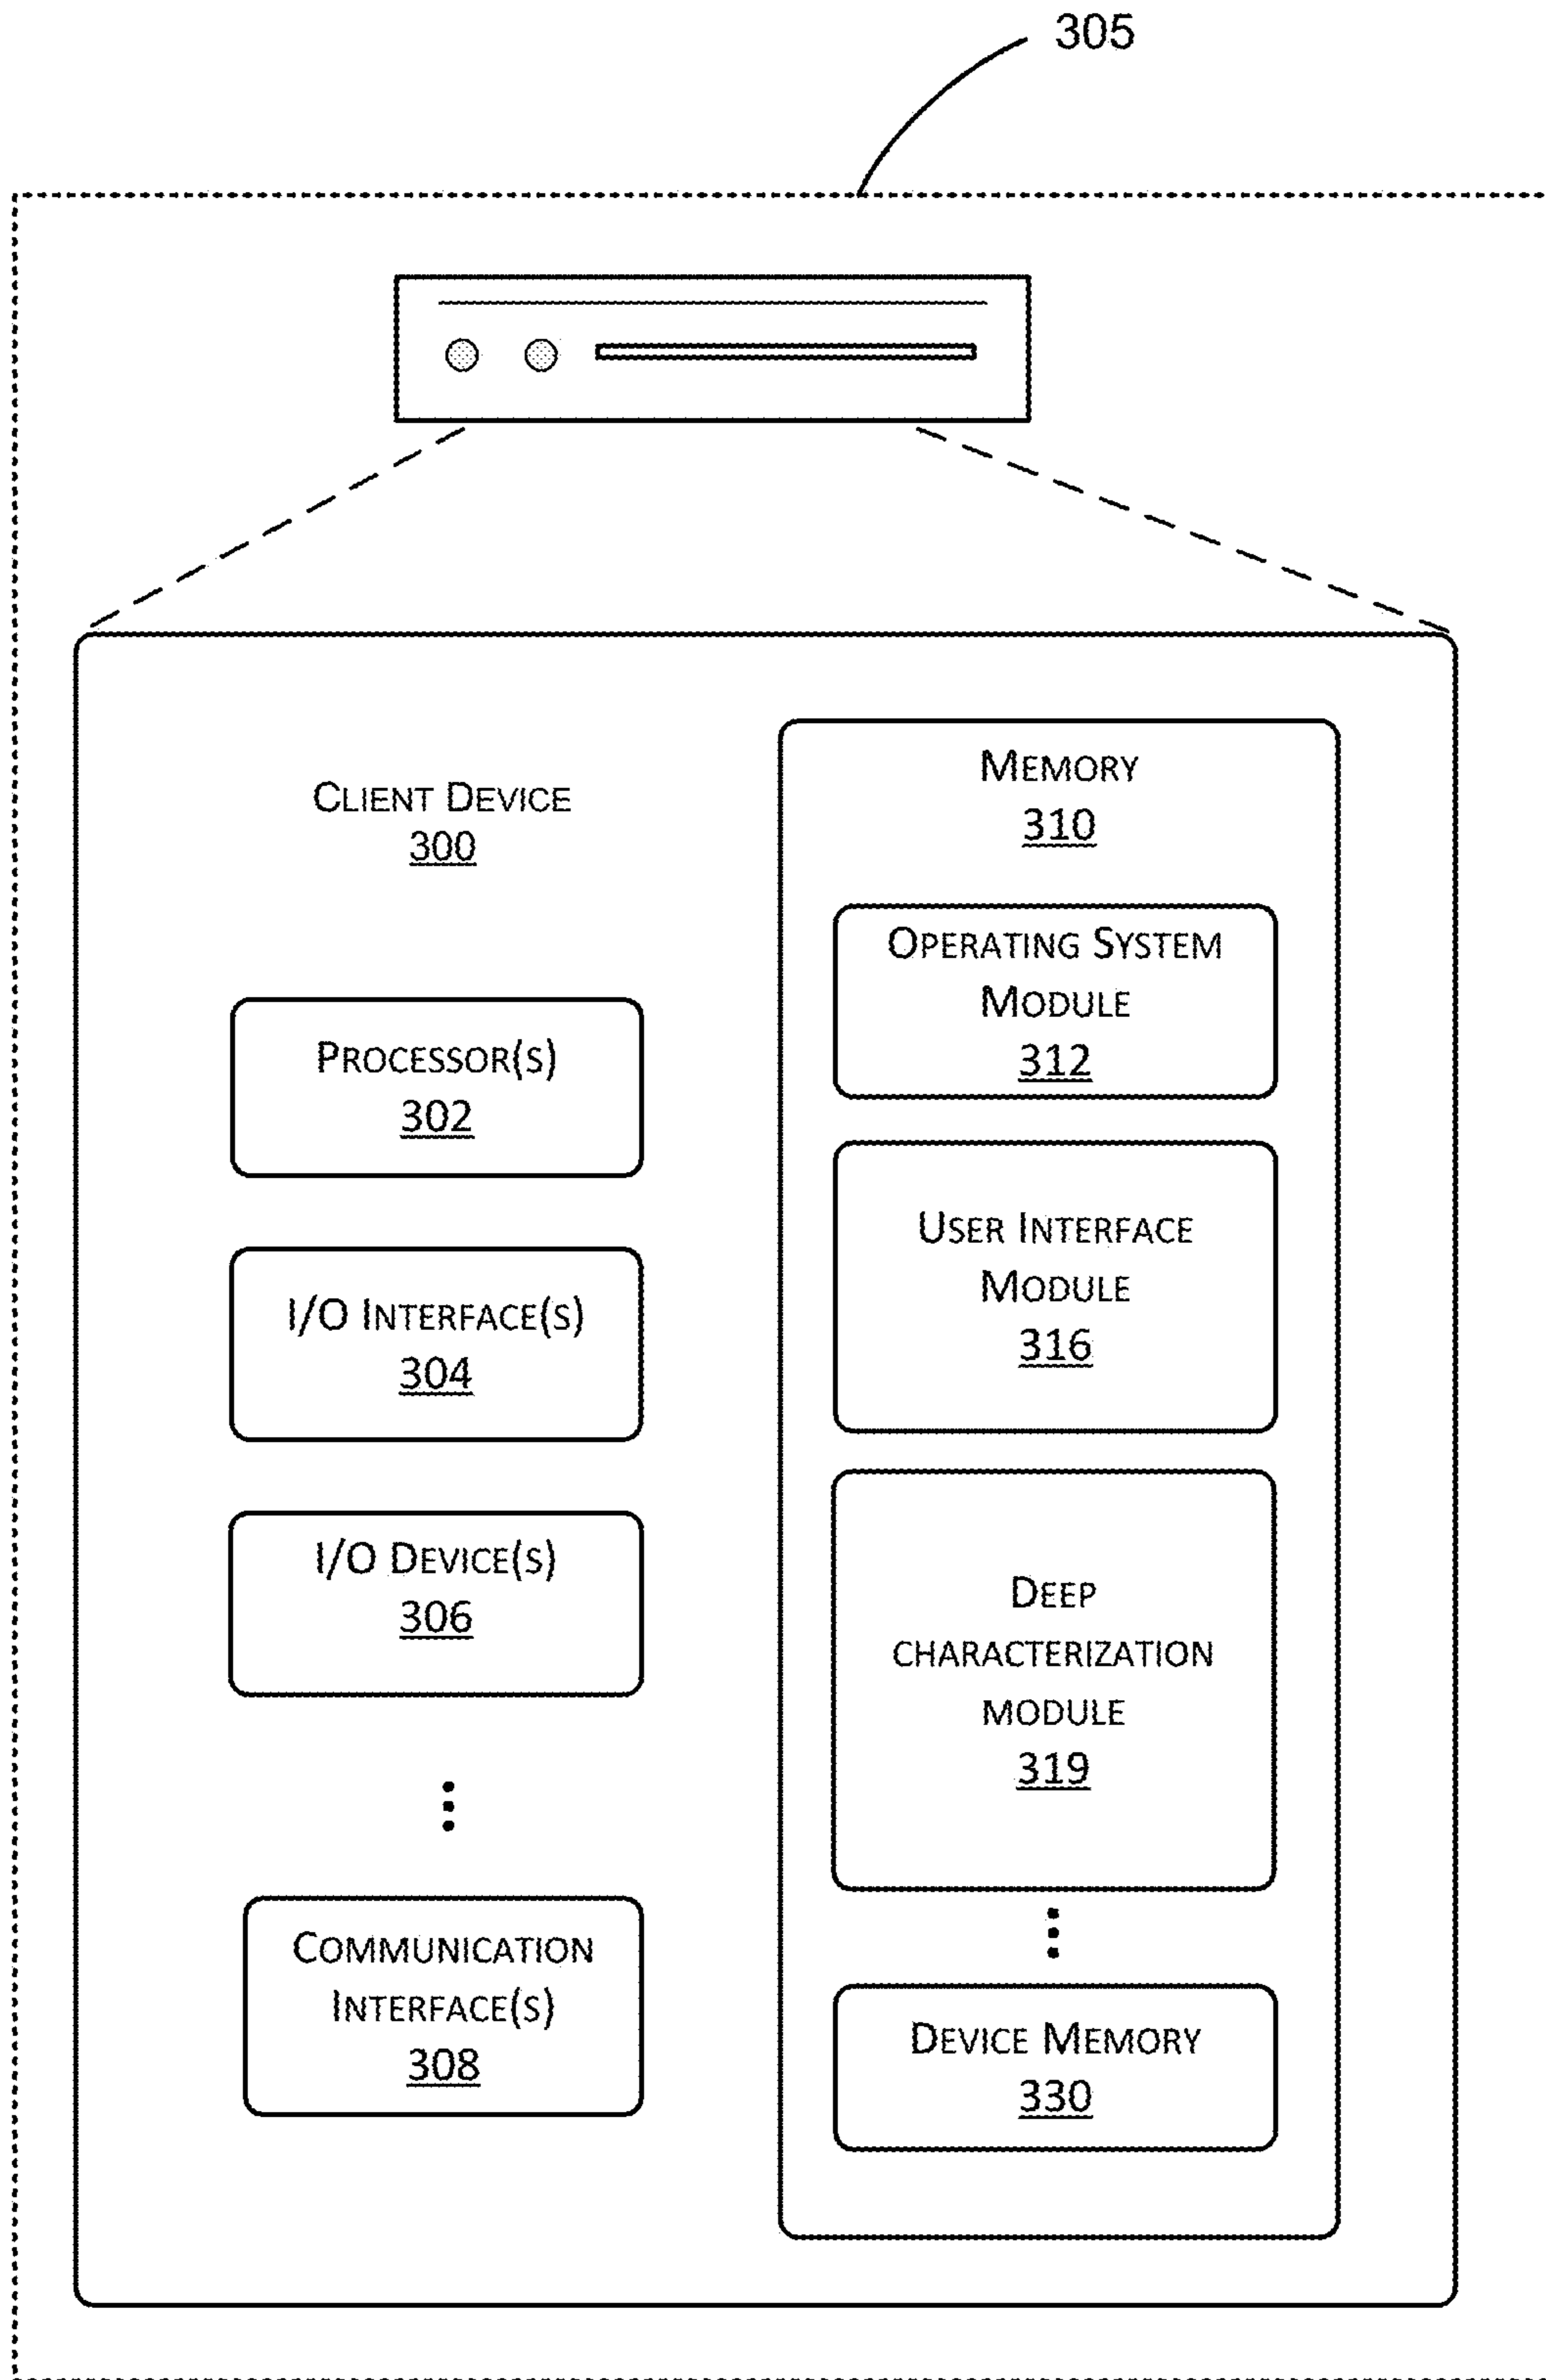 305
CLIENT DEVICE
300
PROCESSOR(S)
302
I/O INTERFACE(S)
304
I/O DEVICE(S)
306
COMMUNICATION
INTERFACE(S)
308
MEMORY
310
OPERATING SYSTEM
MODULE
312
USER INTERFACE
MODULE
316
DEEP
CHARACTERIZATION
MODULE
319
DEVICE MEMORY
330